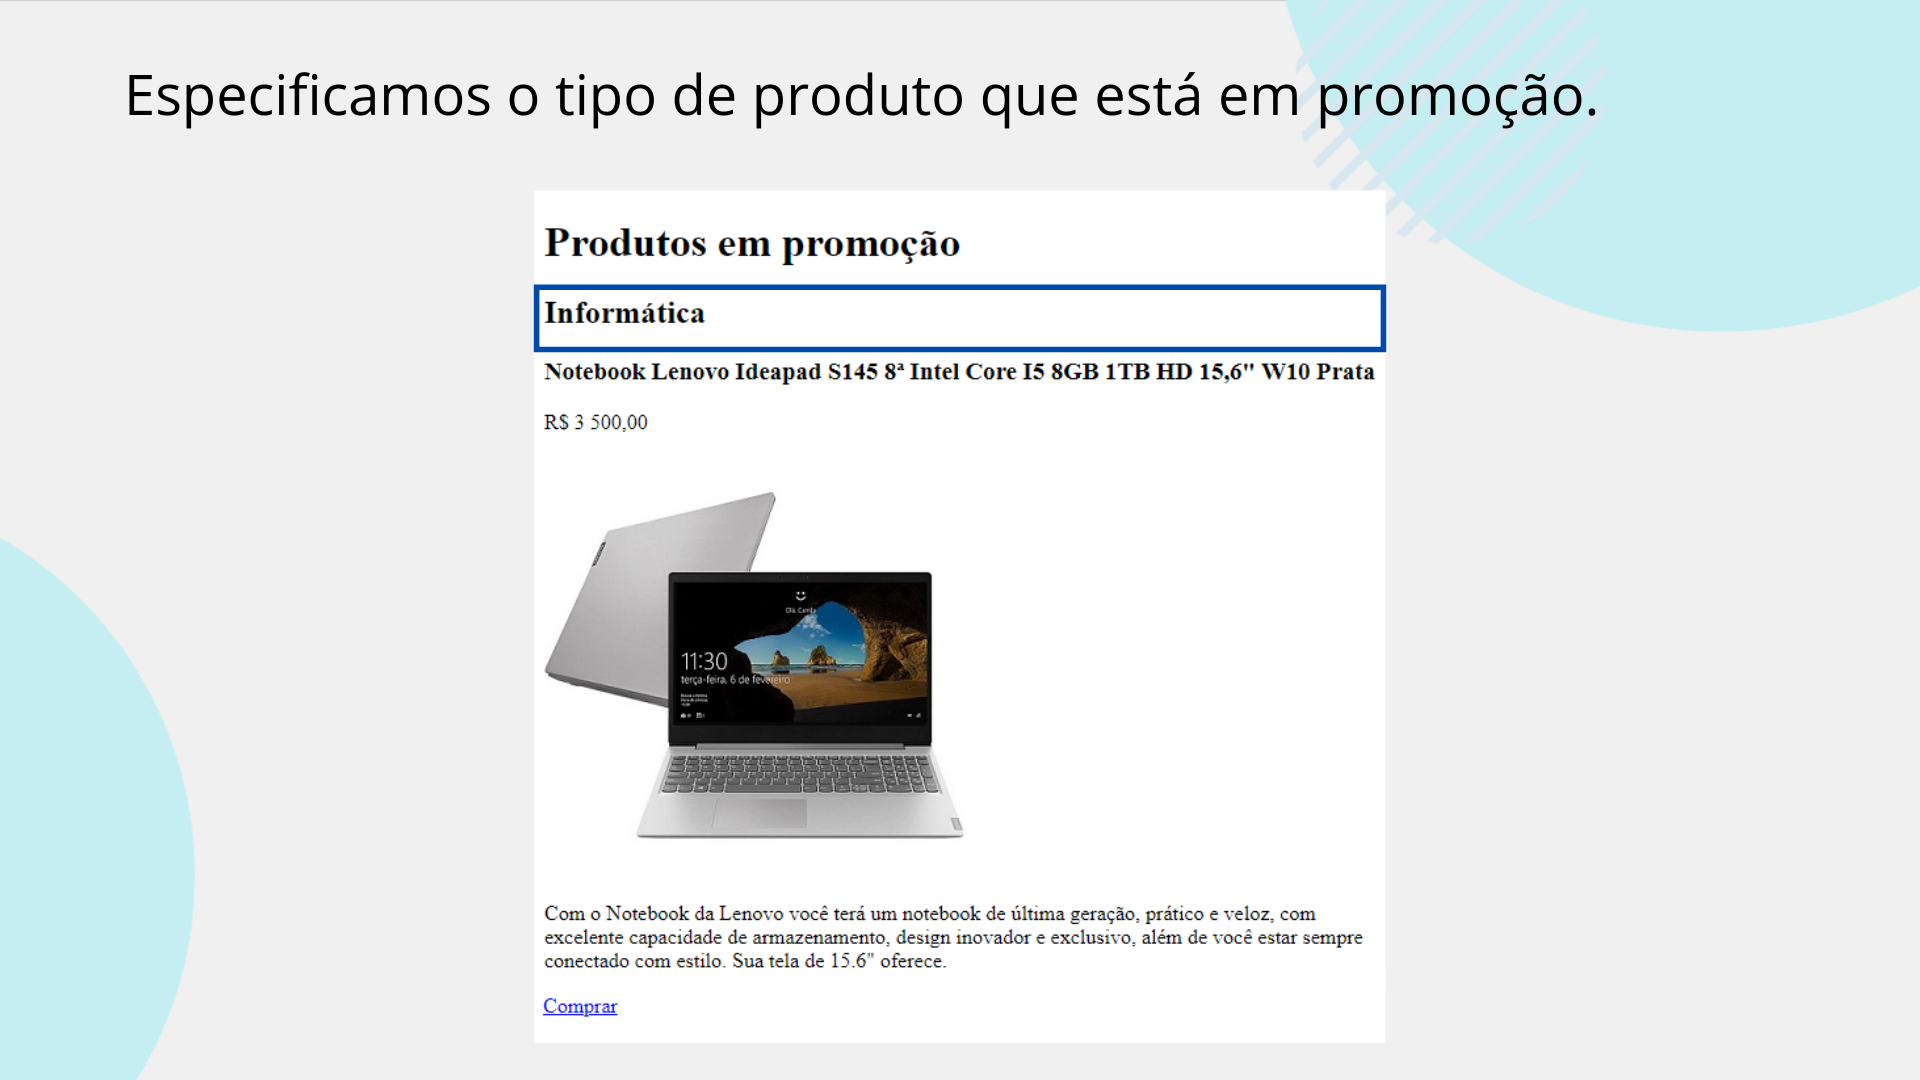 Especificamos o tipo de produto que está em promoção.
Produtos em promoção
Informática
Notebook Lenovo Ideapad S145 8ª Intel Core I5 8GB 1TB HD 15,6" W10 Prata
R$ 3 500,00
11:30
terça-feira, 6 de fevereiro
Com o Notebook da Lenovo você terá um notebook de última geração, prático e veloz, com
excelente capacidade de armazenamento, design inovador e exclusivo, além de você estar sempre
conectado com estilo. Sua tela de 15.6" oferece.
Comprar